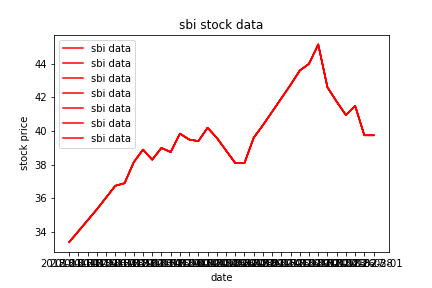 sbi stock data
sbi data
sbi data
sbi data
sbi data
sbi data
sbi data
sbi data
44
42
40
38
36
34
stock price
date